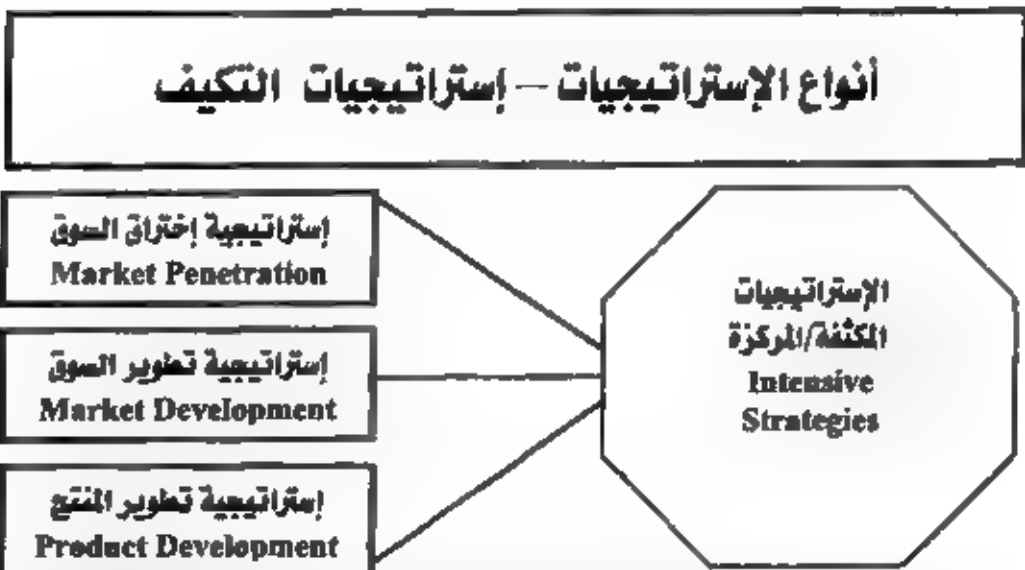 أنواع الإستراتيجيات – إستراتيجيات التكيف
الإستراتيجيات
المكثفة/المركزة
Intensive
Strategies
إستراتيجية إختراق السوق
Market Penetration
إستراتيجية تطوير السوق
Market Development
إستراتيجية تطوير المنتج
Product Development